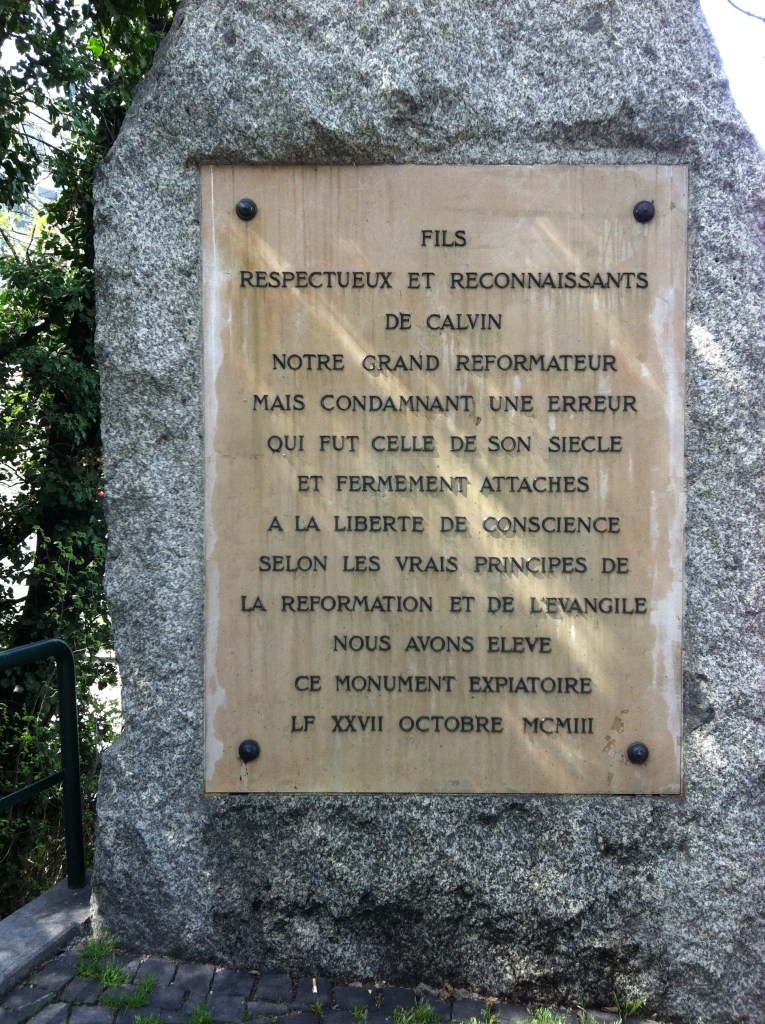 FILS
RESPECTUEUX ET RECONNAISSANTS
DE CALVIN
NOTRE GRAND REFORMATEUR
MAIS CONDAMNANT UNE ERREUR
QUI FUT CELLE DE SON SIECLE
ET FERMEMENT ATTACHES
A LA LIBERTE DE CONSCIENCE
SELON LES VRAIS PRINCIPES DE
LA REFORMATION ET DE L'EVANGILE
NOUS AVONS ELEVE
CE MONUMENT EXPIATOIRE
LF XXVII OCTOBRE MCMIII